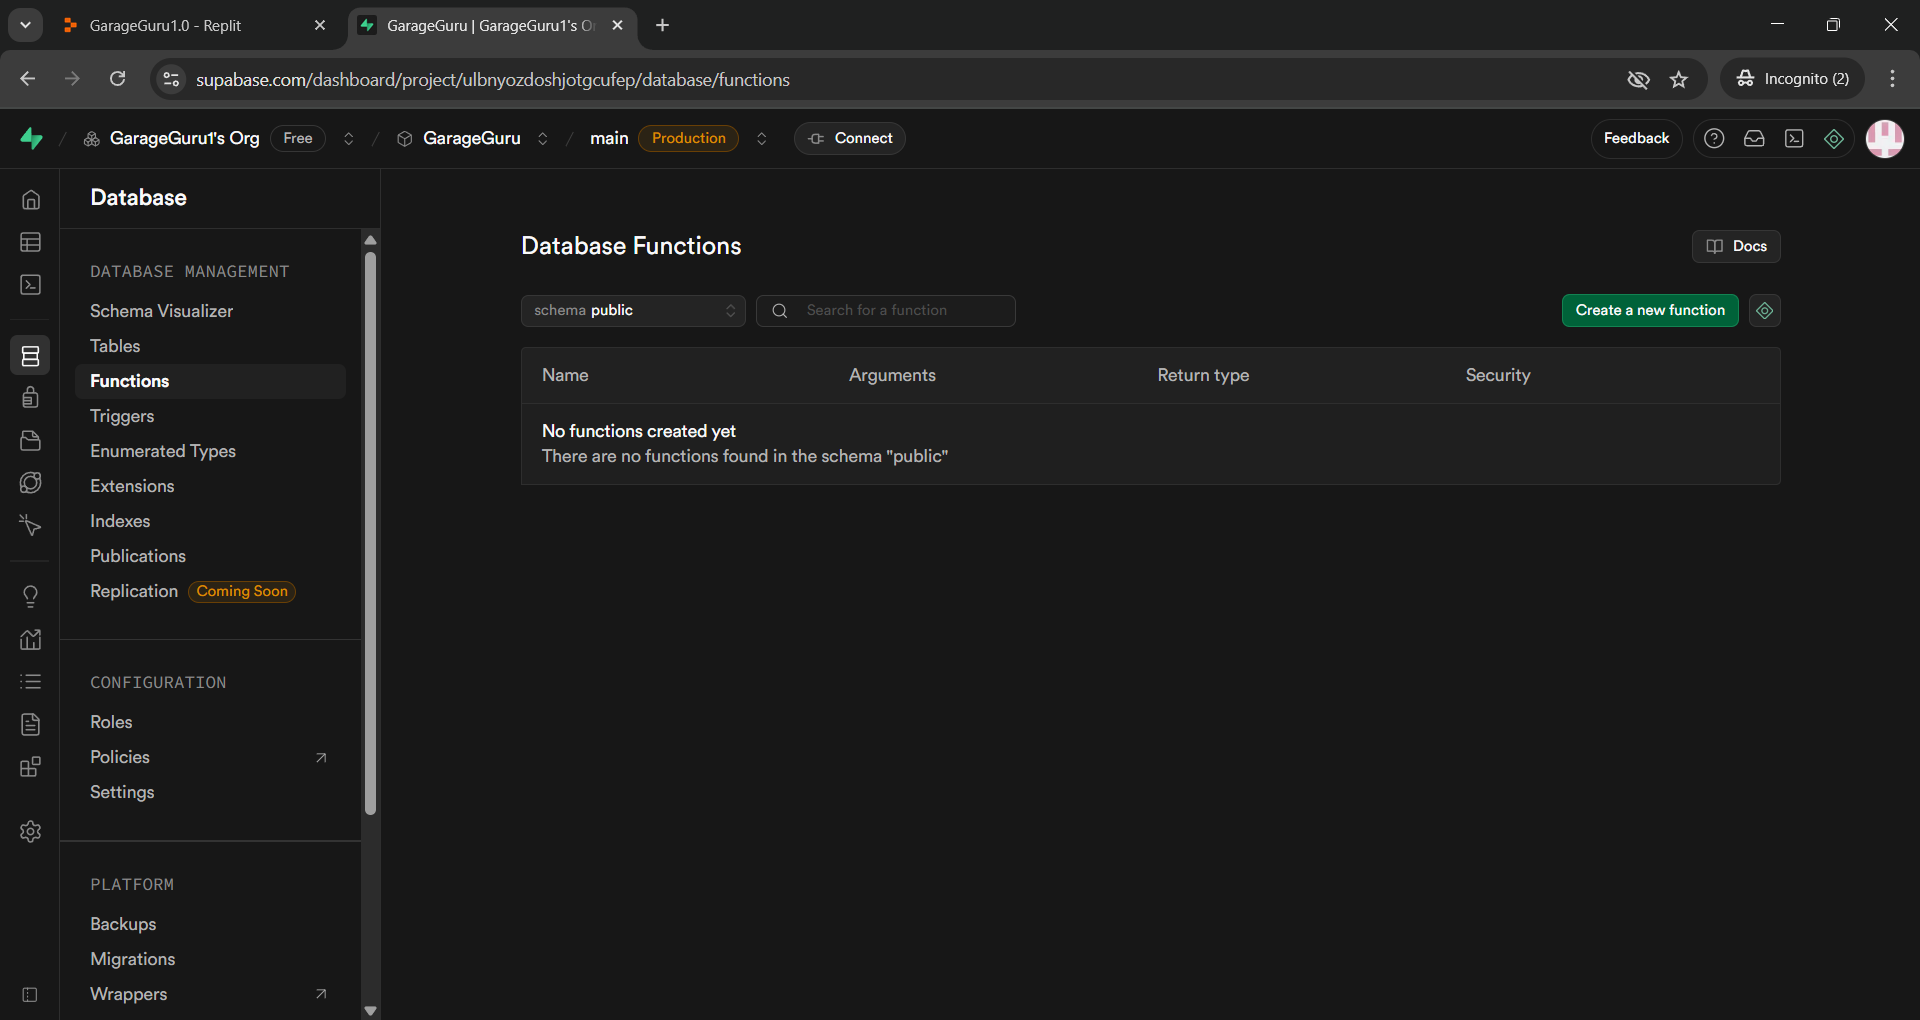 GarageGuru1.0 - Replit
GarageGuru | GarageGuru1's Or
supabase.com/dashboard/project/ulbnyozdoshjotgcufep/database/functions
Incognito (2)
GarageGuru1's Org
Free
GarageGuru
main
Production
Connect
Feedback
Database
DATABASE MANAGEMENT
Schema Visualizer
Tables
Functions
Triggers
Enumerated Types
Extensions
Indexes
Publications
Replication
Coming Soon
CONFIGURATION
Roles
Policies
Settings
PLATFORM
Backups
Migrations
Wrappers
Database Functions
Docs
schema public
Search for a function
Create a new function
Name
Arguments
Return type
Security
No functions created yet
There are no functions found in the schema "public"